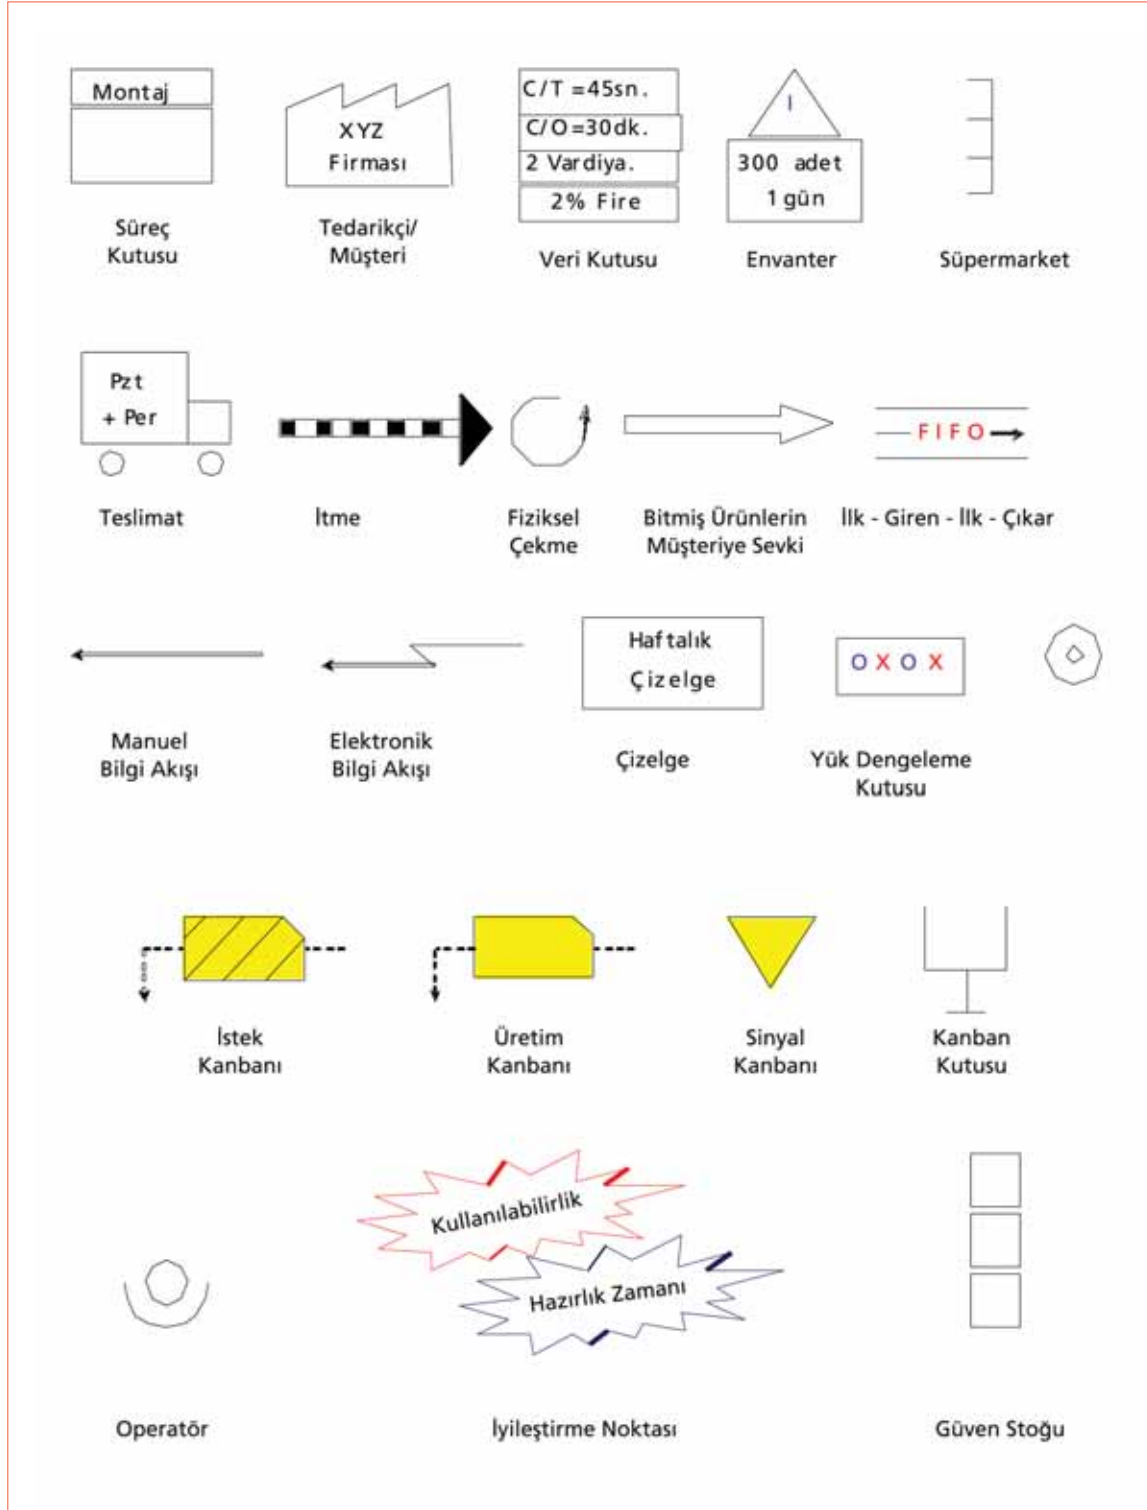 Montaj
Süreç
Kutusu
XYZ
Firması
Tedarikçi/
Müşteri
C/T =45sn.
C/O=30dk.
2 Vardiya.
2% Fire
Veri Kutusu
I
300 adet
1 gün
Envanter
Süpermarket
Pzt
+ Per
Teslimat
İtme
Fiziksel
Çekme
Bitmiş Ürünlerin
Müşteriye Sevki
FIFO
İlk - Giren - İlk - Çıkar
Manuel
Bilgi Akışı
Elektronik
Bilgi Akışı
Haftalık
Çizelge
Çizelge
O X O X
Yük Dengeleme
Kutusu
İstek
Kanbanı
Üretim
Kanbanı
Sinyal
Kanbanı
Kanban
Kutusu
Operatör
Kullanılabilirlik
Hazırlık Zamanı
İyileştirme Noktası
Güven Stoğu